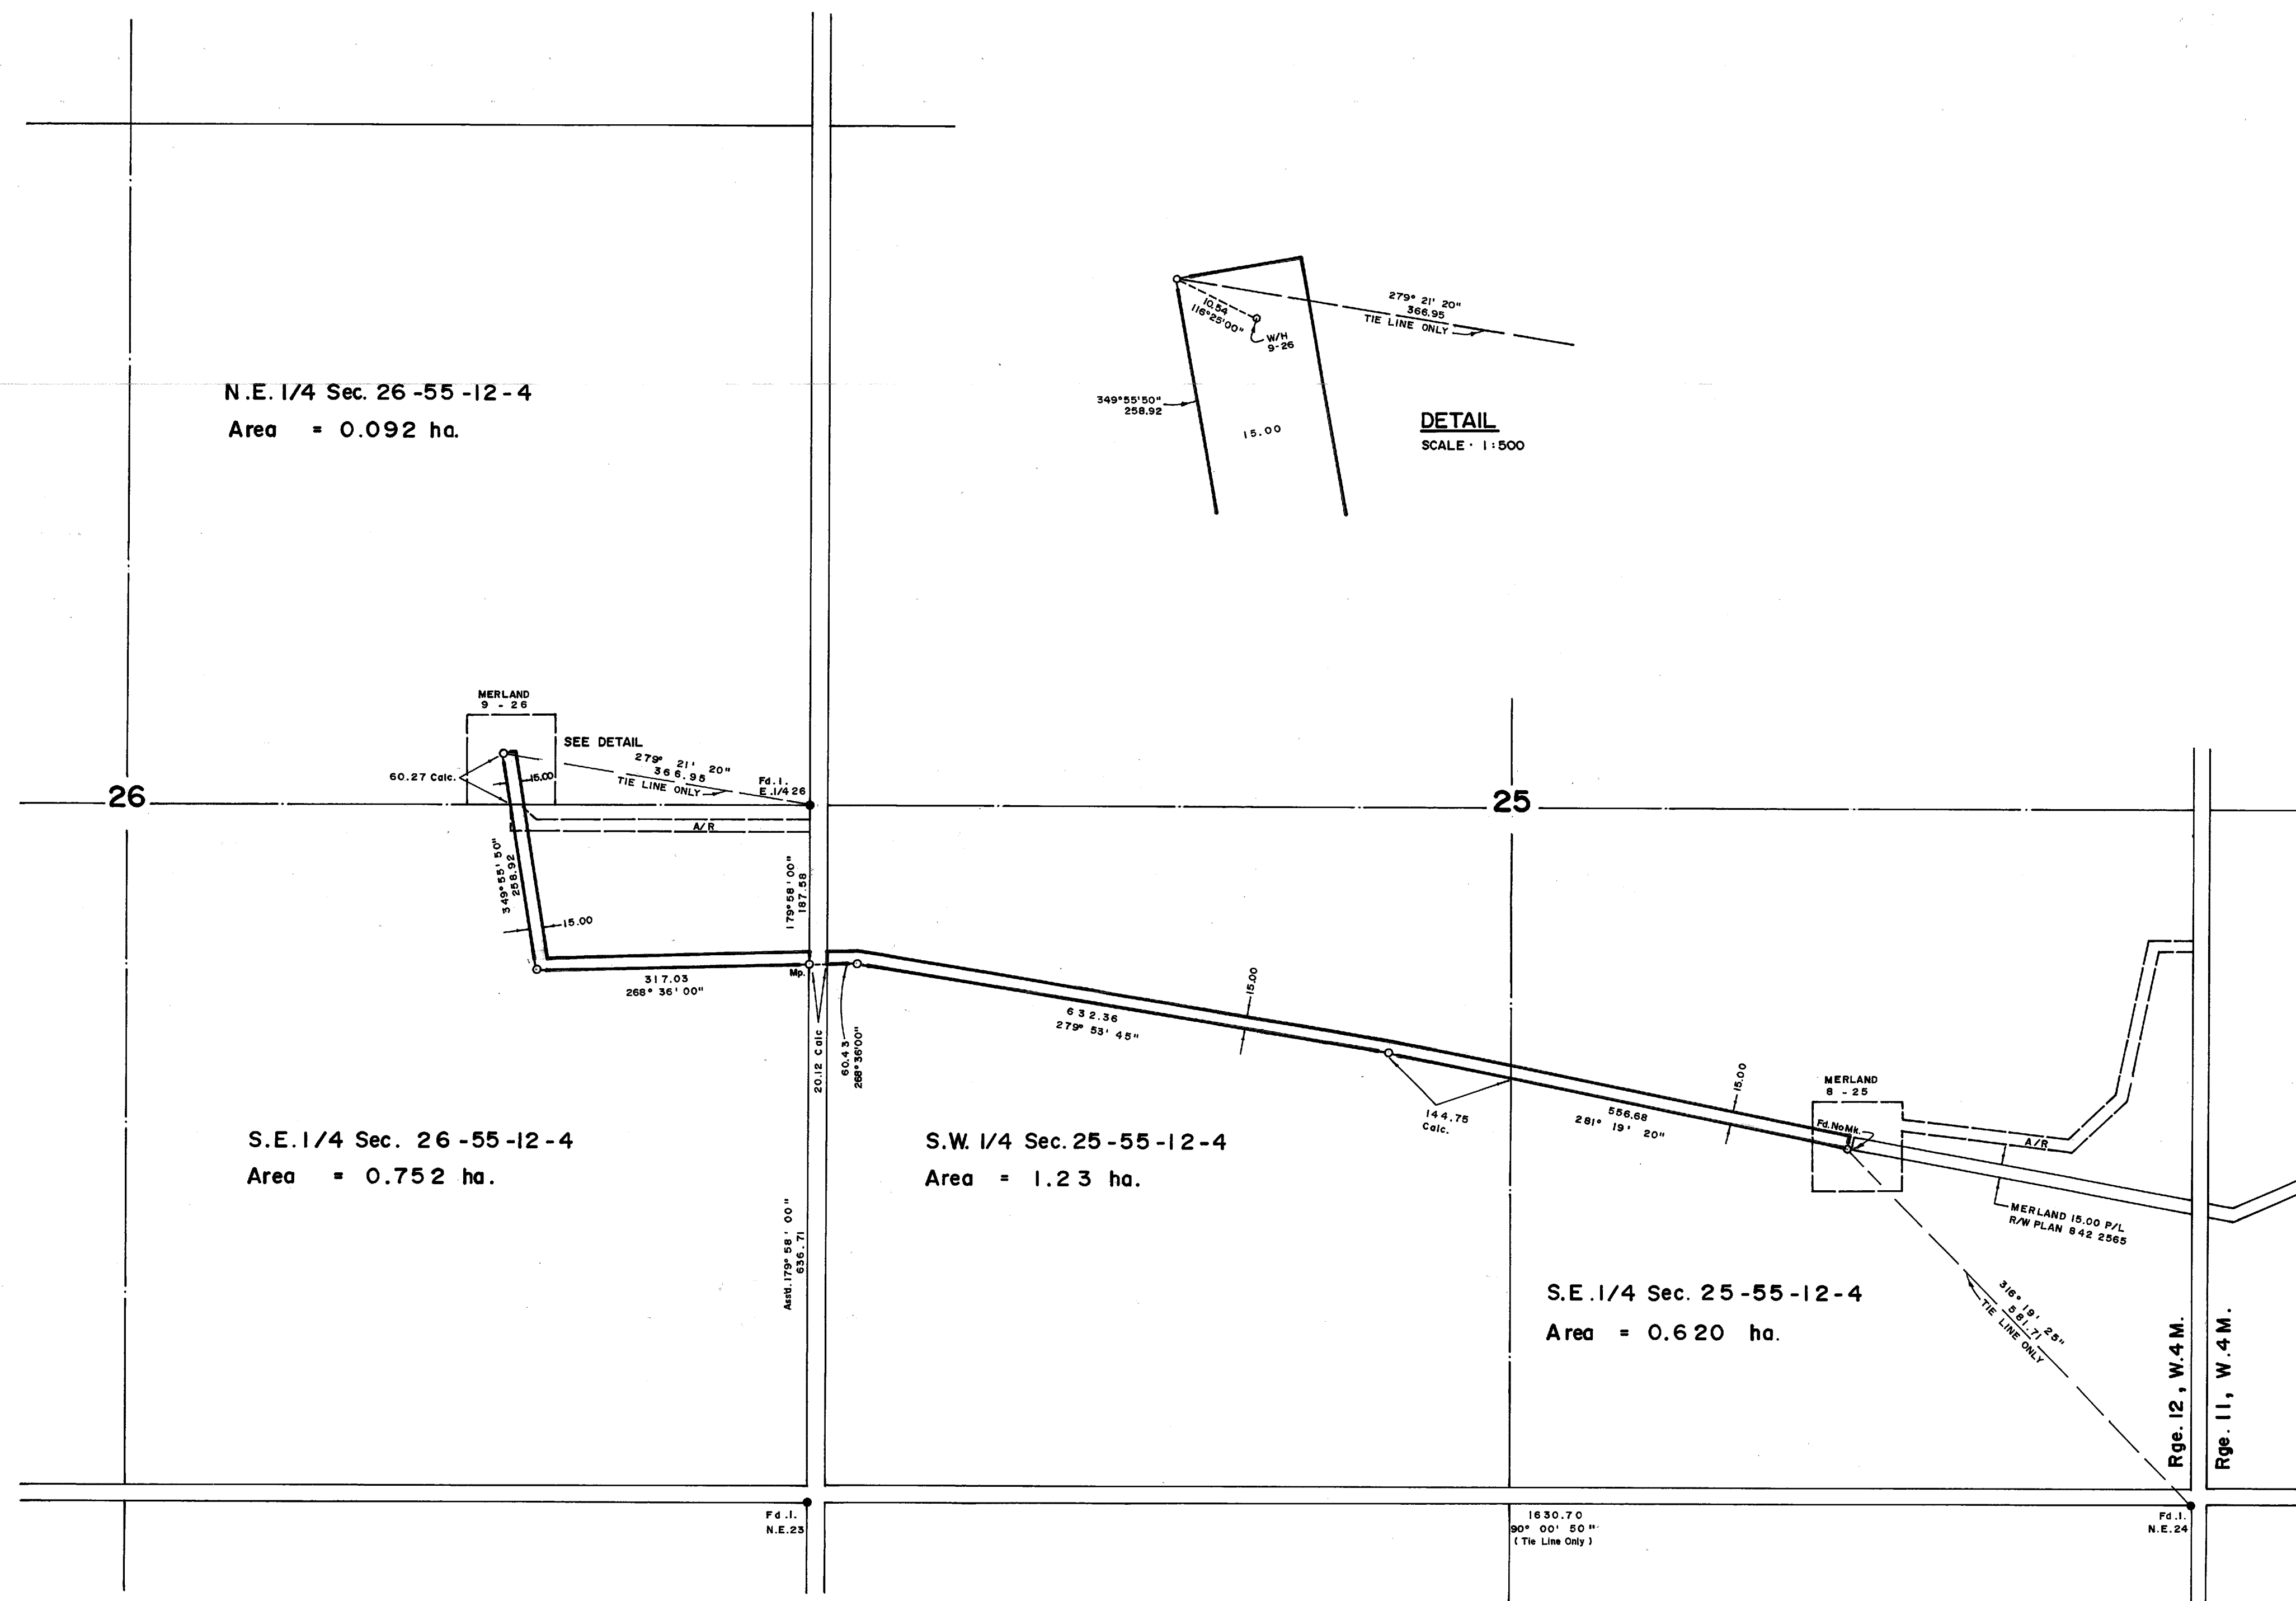 279° 21' 20"
366.95
TIE LINE ONLY
10.54
116°25'00"
W/H
9-26
349°55'50"
258.92
15.00
DETAIL
SCALE · 1:500
N.E. 1/4 Sec. 26-55-12-4
Area = 0.092 ha.
MERLAND
9 - 26
SEE DETAIL
279° 21' 20"
366.95
TIE LINE ONLY
60.27 Calc.
15.00
Fd. I.
E.1/4 26
26
25
A/R
349°55'50"
258.92
179°58'00"
187.58
15.00
317.03
268° 36' 00"
Mp.
20.12 Calc
60.43
268°36'00"
632.36
279° 53' 45"
15.00
15.00
144.75
Calc.
556.68
281° 19' 20"
MERLAND
8 - 25
Fd. No Mk.
A/R
MERLAND 15.00 P/L
R/W PLAN 842 2565
S.E. 1/4 Sec. 26-55-12-4
Area = 0.752 ha.
S.W. 1/4 Sec. 25-55-12-4
Area = 1.23 ha.
Ass'd. 179° 58' 00"
636.71
S.E. 1/4 Sec. 25-55-12-4
Area = 0.620 ha.
316° 19' 25"
581.71
TIE LINE ONLY
Rge. 12, W.4M.
Rge. 11, W.4M.
Fd. I.
N.E.23
1630.70
90° 00' 50"
(Tie Line Only)
Fd. I.
N.E.24